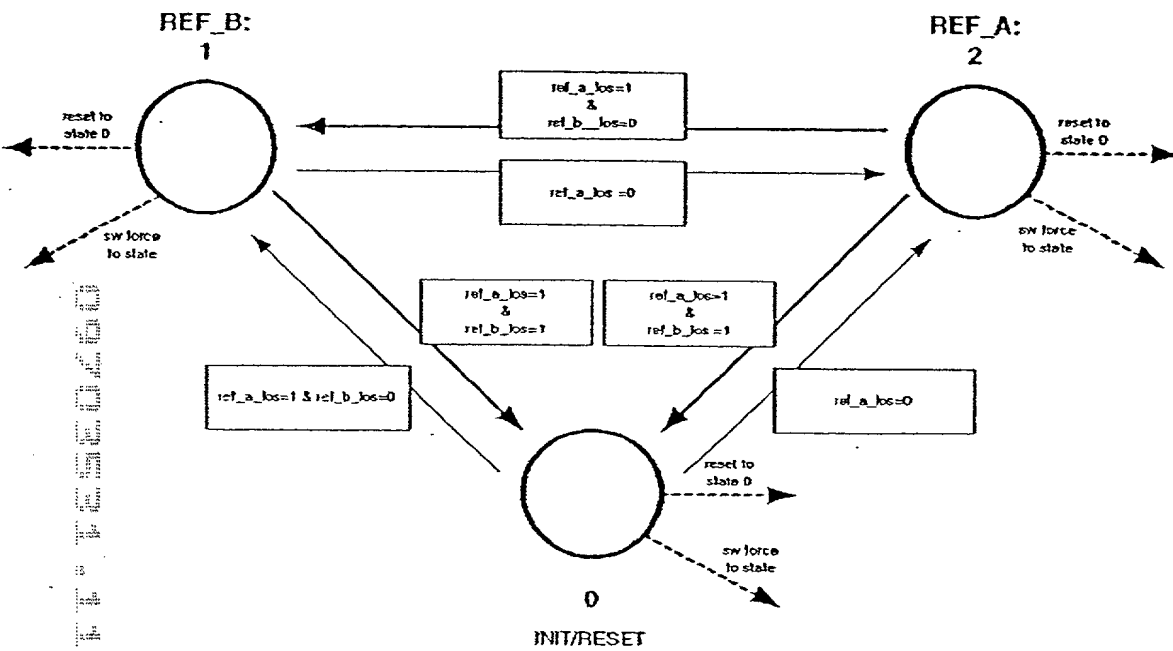 REF_B:
1
REF_A:
2
ref_a_los=1
&
ref_b__los=0
reset to
state 0
reset to
state 0
ref_a_los =0
sw force
to state
sw force
to state
ref_a_los=1
&
ref_b_los=1
ref_a_los=1
&
ref_b_los =1
ref_a_los=1 & ref_b_los=0
ref_a_los=0
reset to
state 0
sw force
to state
0
INIT/RESET